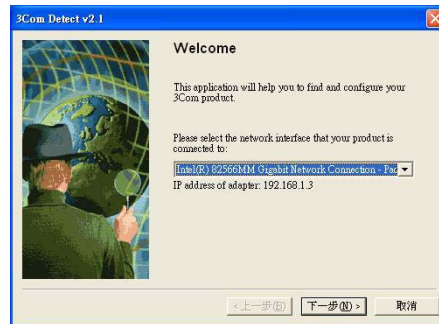 3Com Detect v2.1
Welcome
This application will help you to find and configure your
3Com product.
Please select the network interface that your product is
connected to:
Intel(R) 82566MM Gigabit Network Connection - Pac
IP address of adapter: 192.168.1.3
<上一步(B) 下一步(N) > 取消